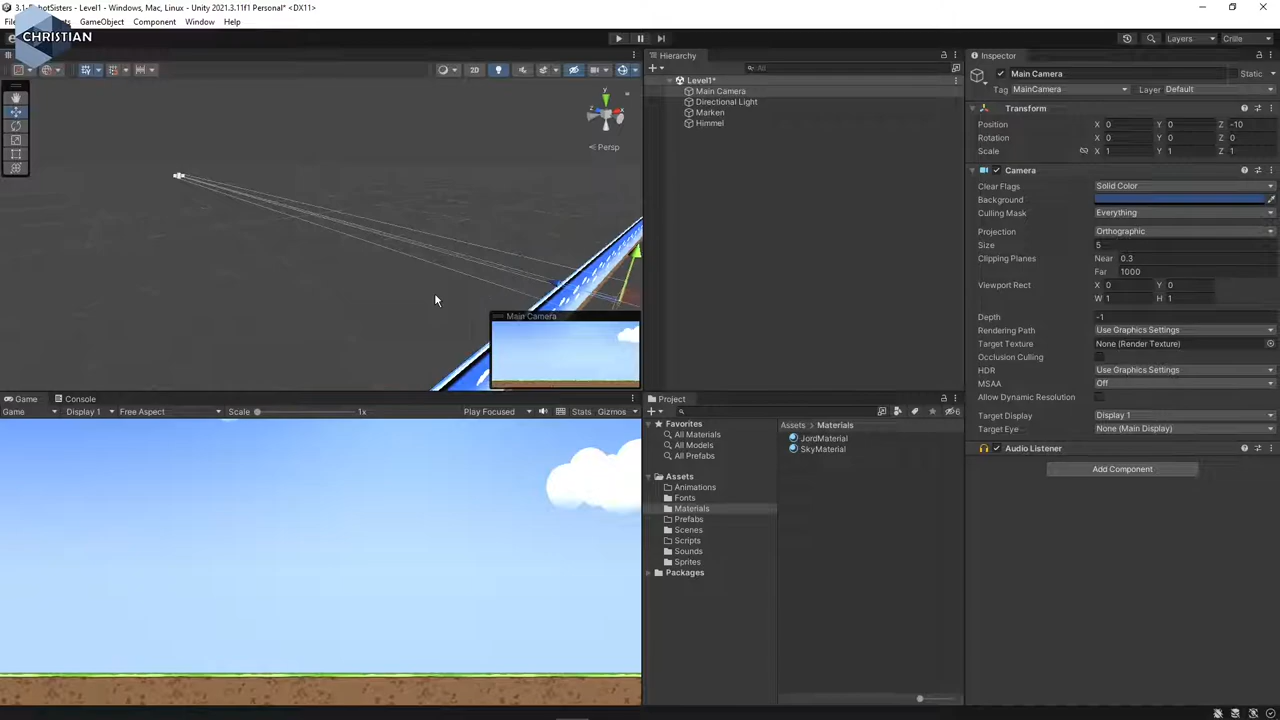 3.1-RobotSisters - Level1 - Windows, Mac, Linux - Unity 2021.3.11f1 Personal* <DX11>
GameObject Component Window Help
CHRISTIAN
Layers Crille
2D
y
x
z
Persp
Main Camera
Hierarchy
All
Level1*
Main Camera
Directional Light
Marken
Himmel
Inspector
Main Camera Static
Tag MainCamera Layer Default
Transform
Position X 0 Y 0 Z -10
Rotation X 0 Y 0 Z 0
Scale X 1 Y 1 Z 1
Camera
Clear Flags Solid Color
Background
Culling Mask Everything
Projection Orthographic
Size 5
Clipping Planes Near 0.3
Far 1000
Viewport Rect X 0 Y 0
W 1 H 1
Depth -1
Rendering Path Use Graphics Settings
Target Texture None (Render Texture)
Occlusion Culling
HDR Use Graphics Settings
MSAA Off
Allow Dynamic Resolution
Target Display Display 1
Target Eye None (Main Display)
Audio Listener
Add Component
Game Console
Game Display 1 Free Aspect Scale 1x Play Focused Stats Gizmos
Project
6
Favorites
All Materials
All Models
All Prefabs
Assets
Animations
Fonts
Materials
Prefabs
Scenes
Scripts
Sounds
Sprites
Packages
Assets > Materials
JordMaterial
SkyMaterial